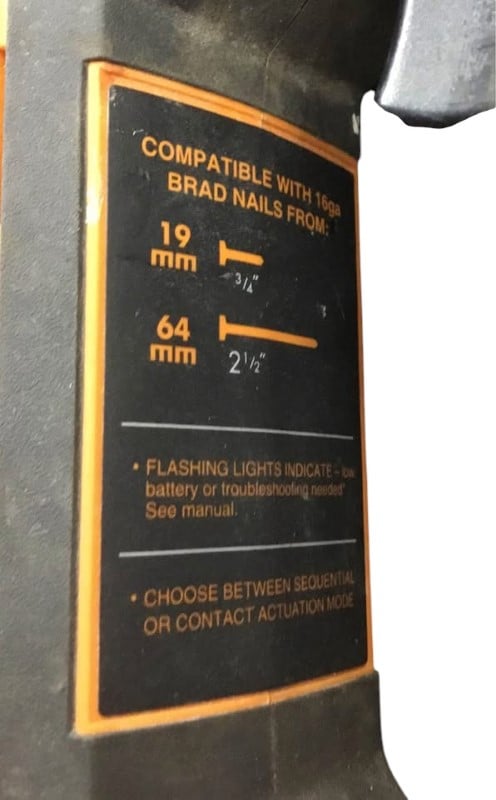 COMPATIBLE WITH 16ga
BRAD NAILS FROM:
19
mm
3/4"
64
mm
2 1/2"
• FLASHING LIGHTS INDICATE – low
battery or troubleshooting needed"
See manual.
• CHOOSE BETWEEN SEQUENTIAL
OR CONTACT ACTUATION MODE